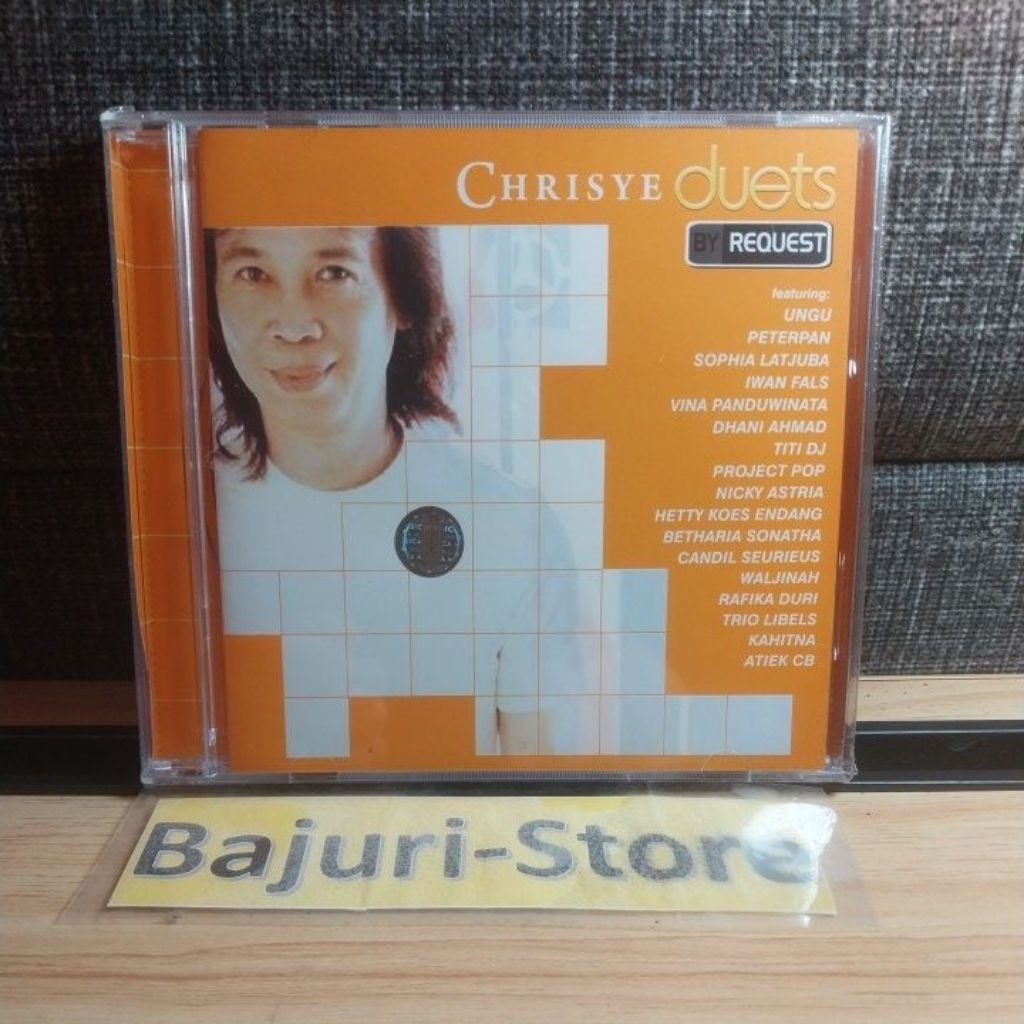 CHRISYE duets
BY REQUEST
featuring:
UNGU
PETERPAN
SOPHIA LATJUBA
IWAN FALS
VINA PANDUWINATA
DHANI AHMAD
TITI DJ
PROJECT POP
NICKY ASTRIA
HETTY KOES ENDANG
BETHARIA SONATHA
CANDIL SEURIEUS
WALJINAH
RAFIKA DURI
TRIO LIBELS
KAHITNA
ATIEK CB
Bajuri-Store